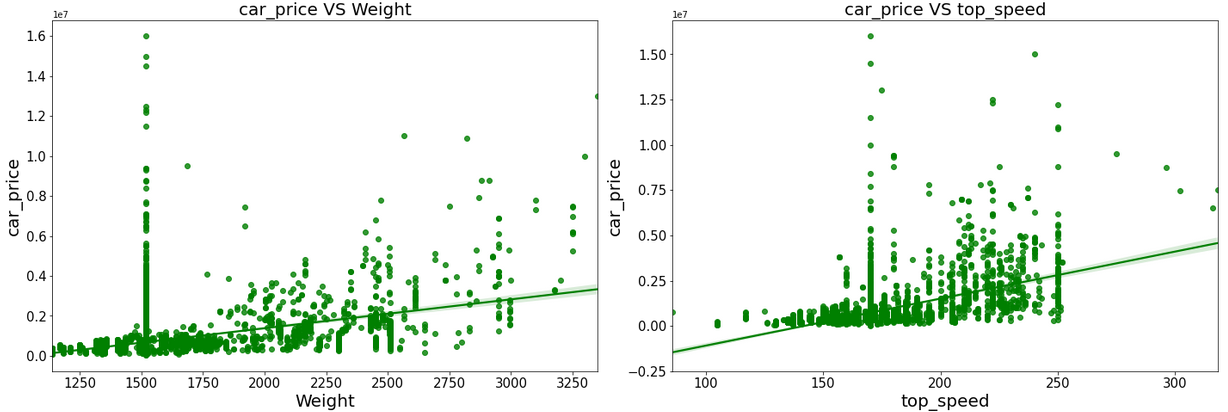 car_price VS Weight
1e7
1.6
1.4
1.2
1.0
0.8
0.6
0.4
0.2
0.0
car_price
1250 1500 1750 2000 2250 2500 2750 3000 3250
Weight
car_price VS top_speed
1e7
1.50
1.25
1.00
0.75
0.50
0.25
0.00
−0.25
car_price
100 150 200 250 300
top_speed